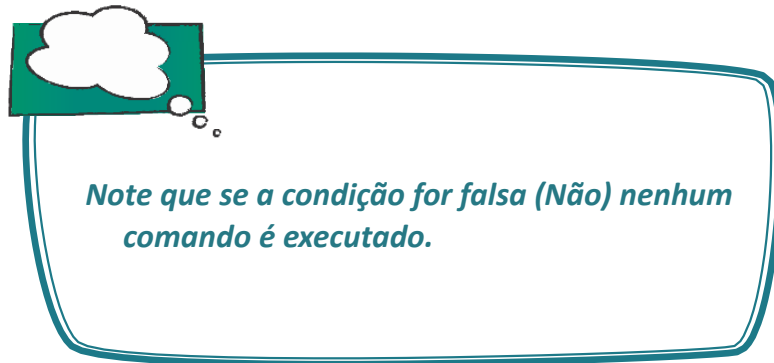 Note que se a condição for falsa (Não) nenhum
comando é executado.